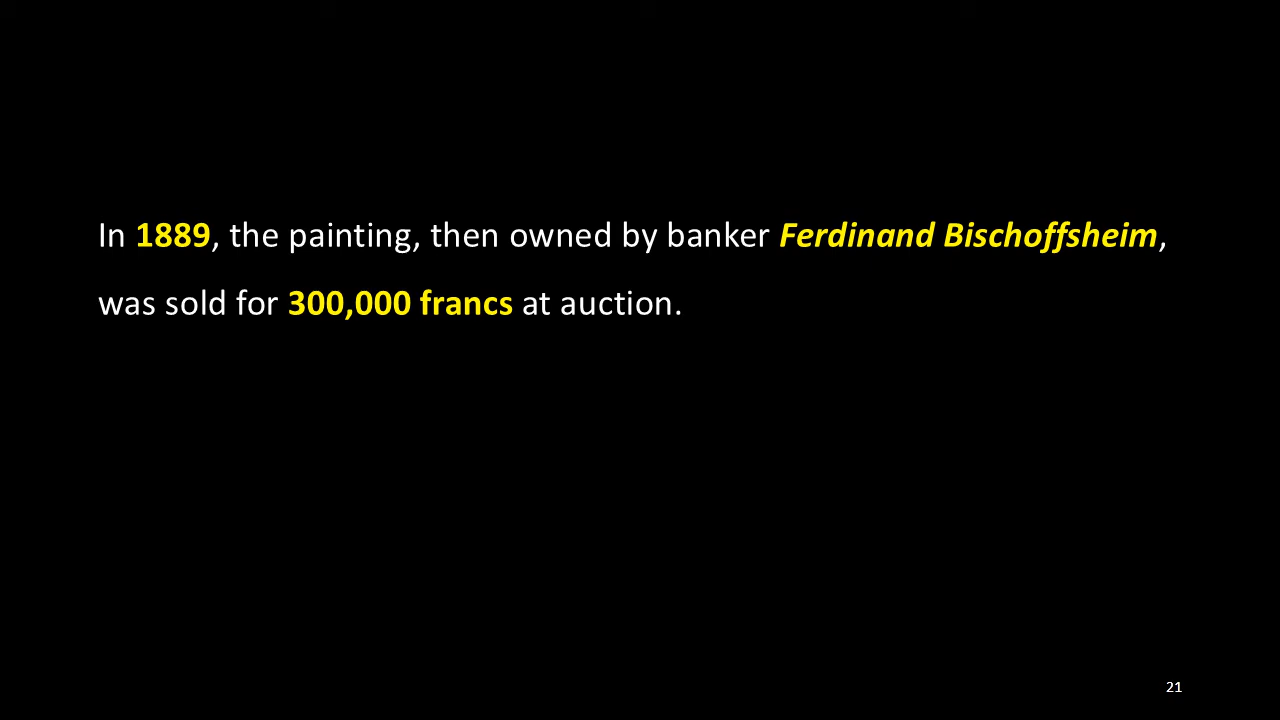 In 1889, the painting, then owned by banker Ferdinand Bischoffsheim,
was sold for 300,000 francs at auction.
21